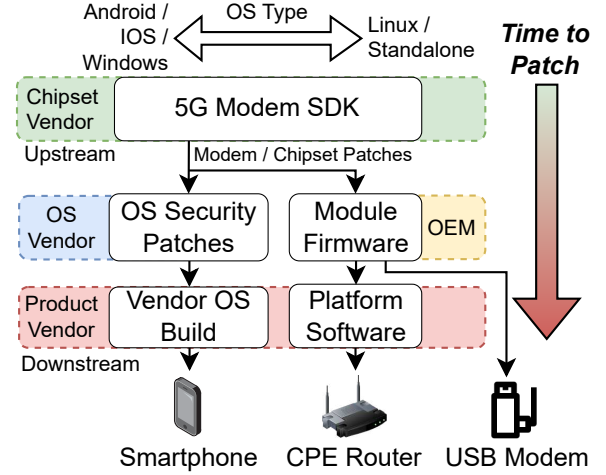 Android /
IOS /
Windows
OS Type
Linux /
Standalone
Time to
Patch
Chipset
Vendor
5G Modem SDK
Upstream
Modem / Chipset Patches
OS
Vendor
OS Security
Patches
Module
Firmware
OEM
Product
Vendor
Vendor OS
Build
Platform
Software
Downstream
Smartphone
CPE Router
USB Modem